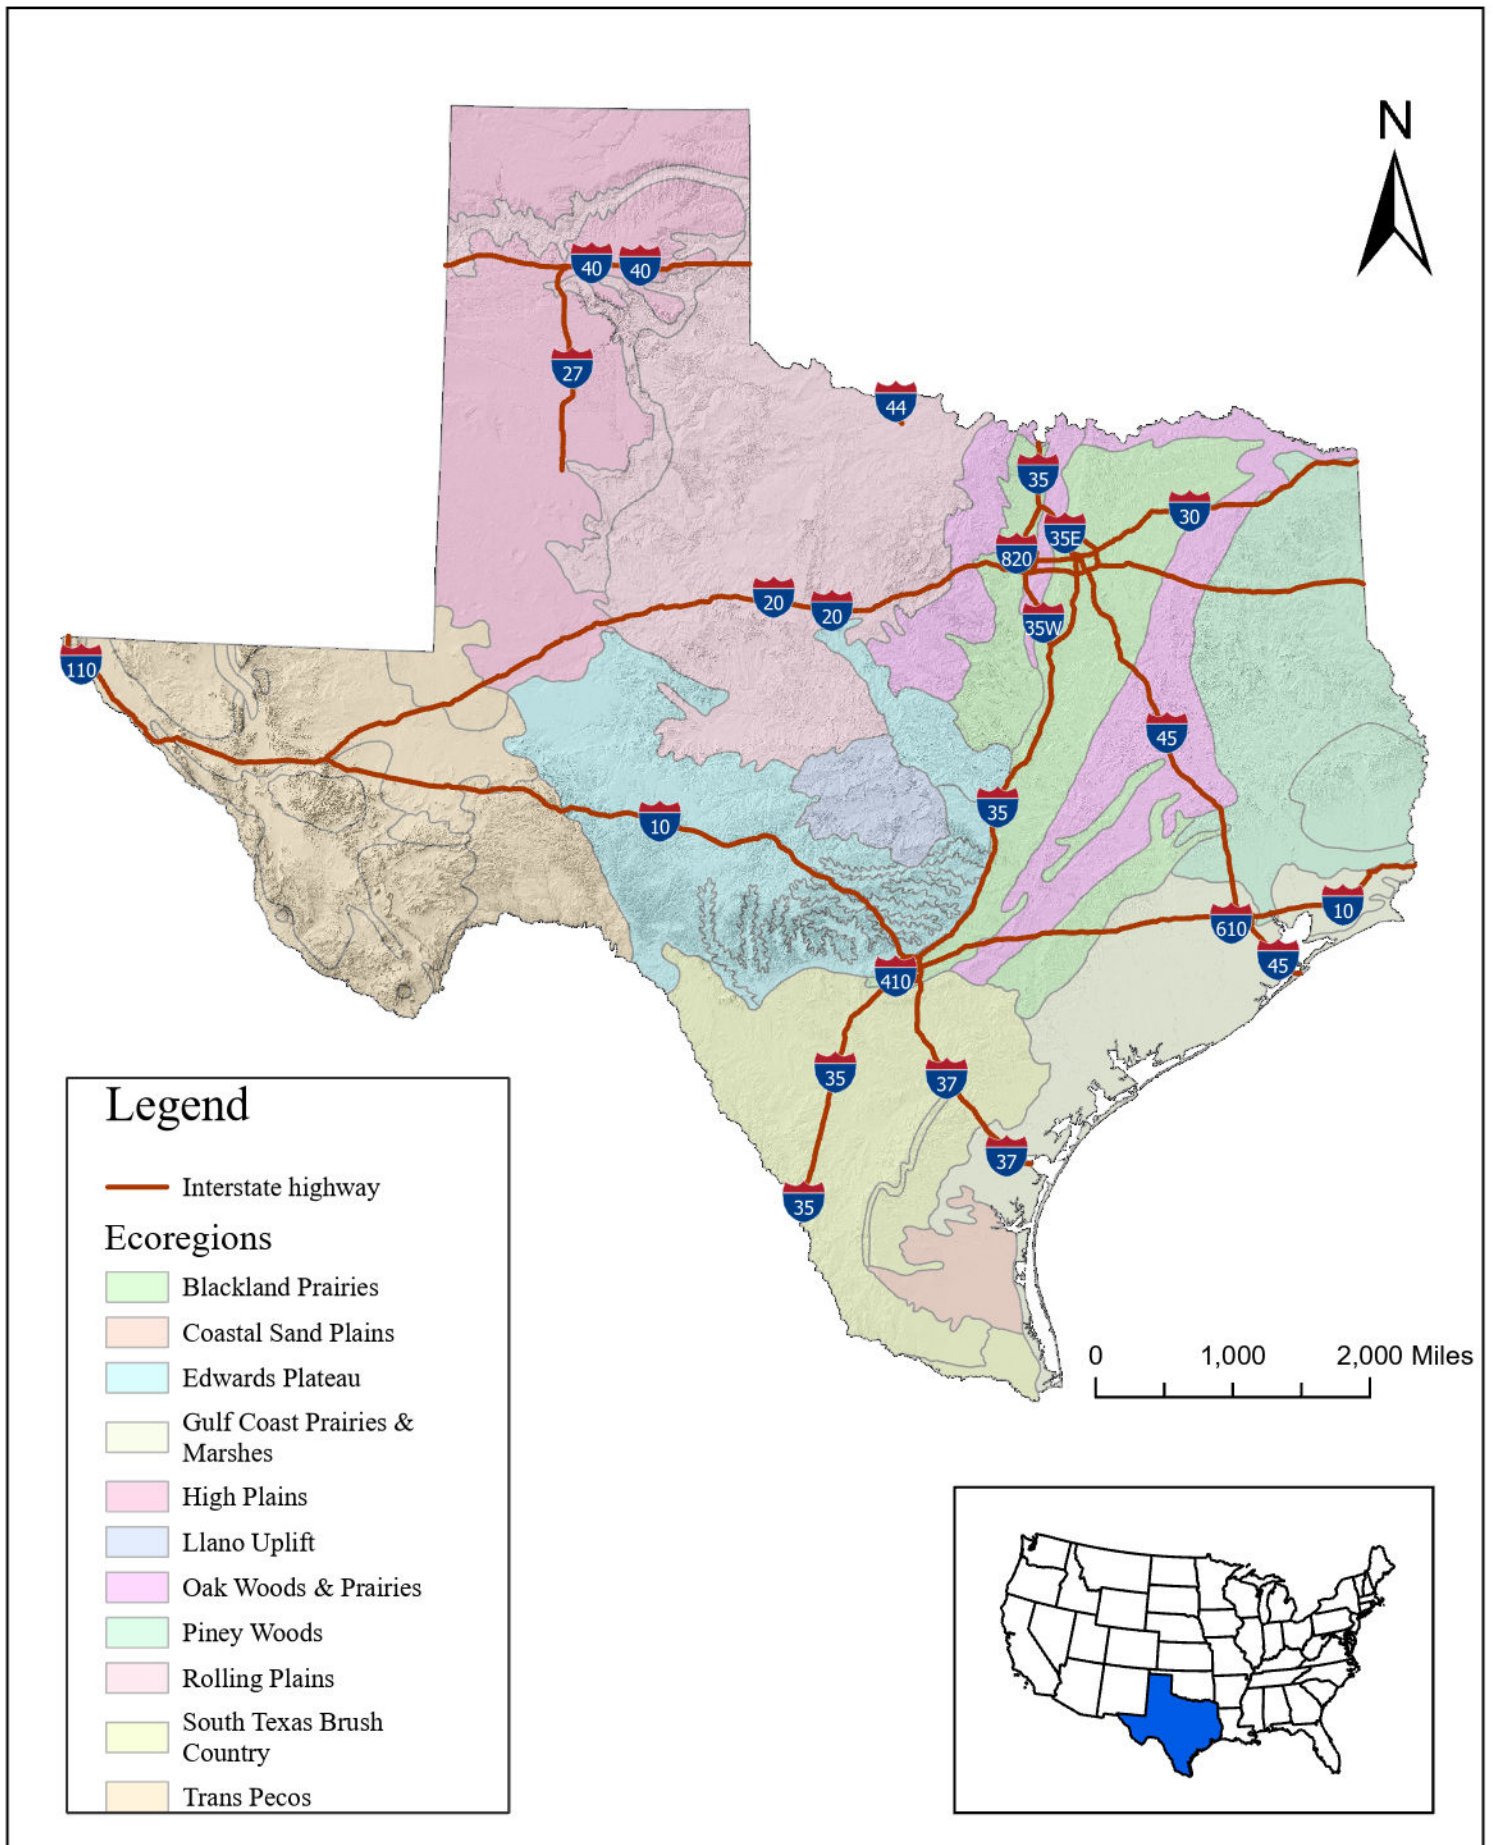 N
40
40
27
44
35
30
35E
820
20
20
35W
110
45
35
10
10
610
45
410
35
37
37
35
Legend
Interstate highway
Ecoregions
Blackland Prairies
Coastal Sand Plains
Edwards Plateau
Gulf Coast Prairies &
Marshes
High Plains
Llano Uplift
Oak Woods & Prairies
Piney Woods
Rolling Plains
South Texas Brush
Country
Trans Pecos
0 1,000 2,000 Miles